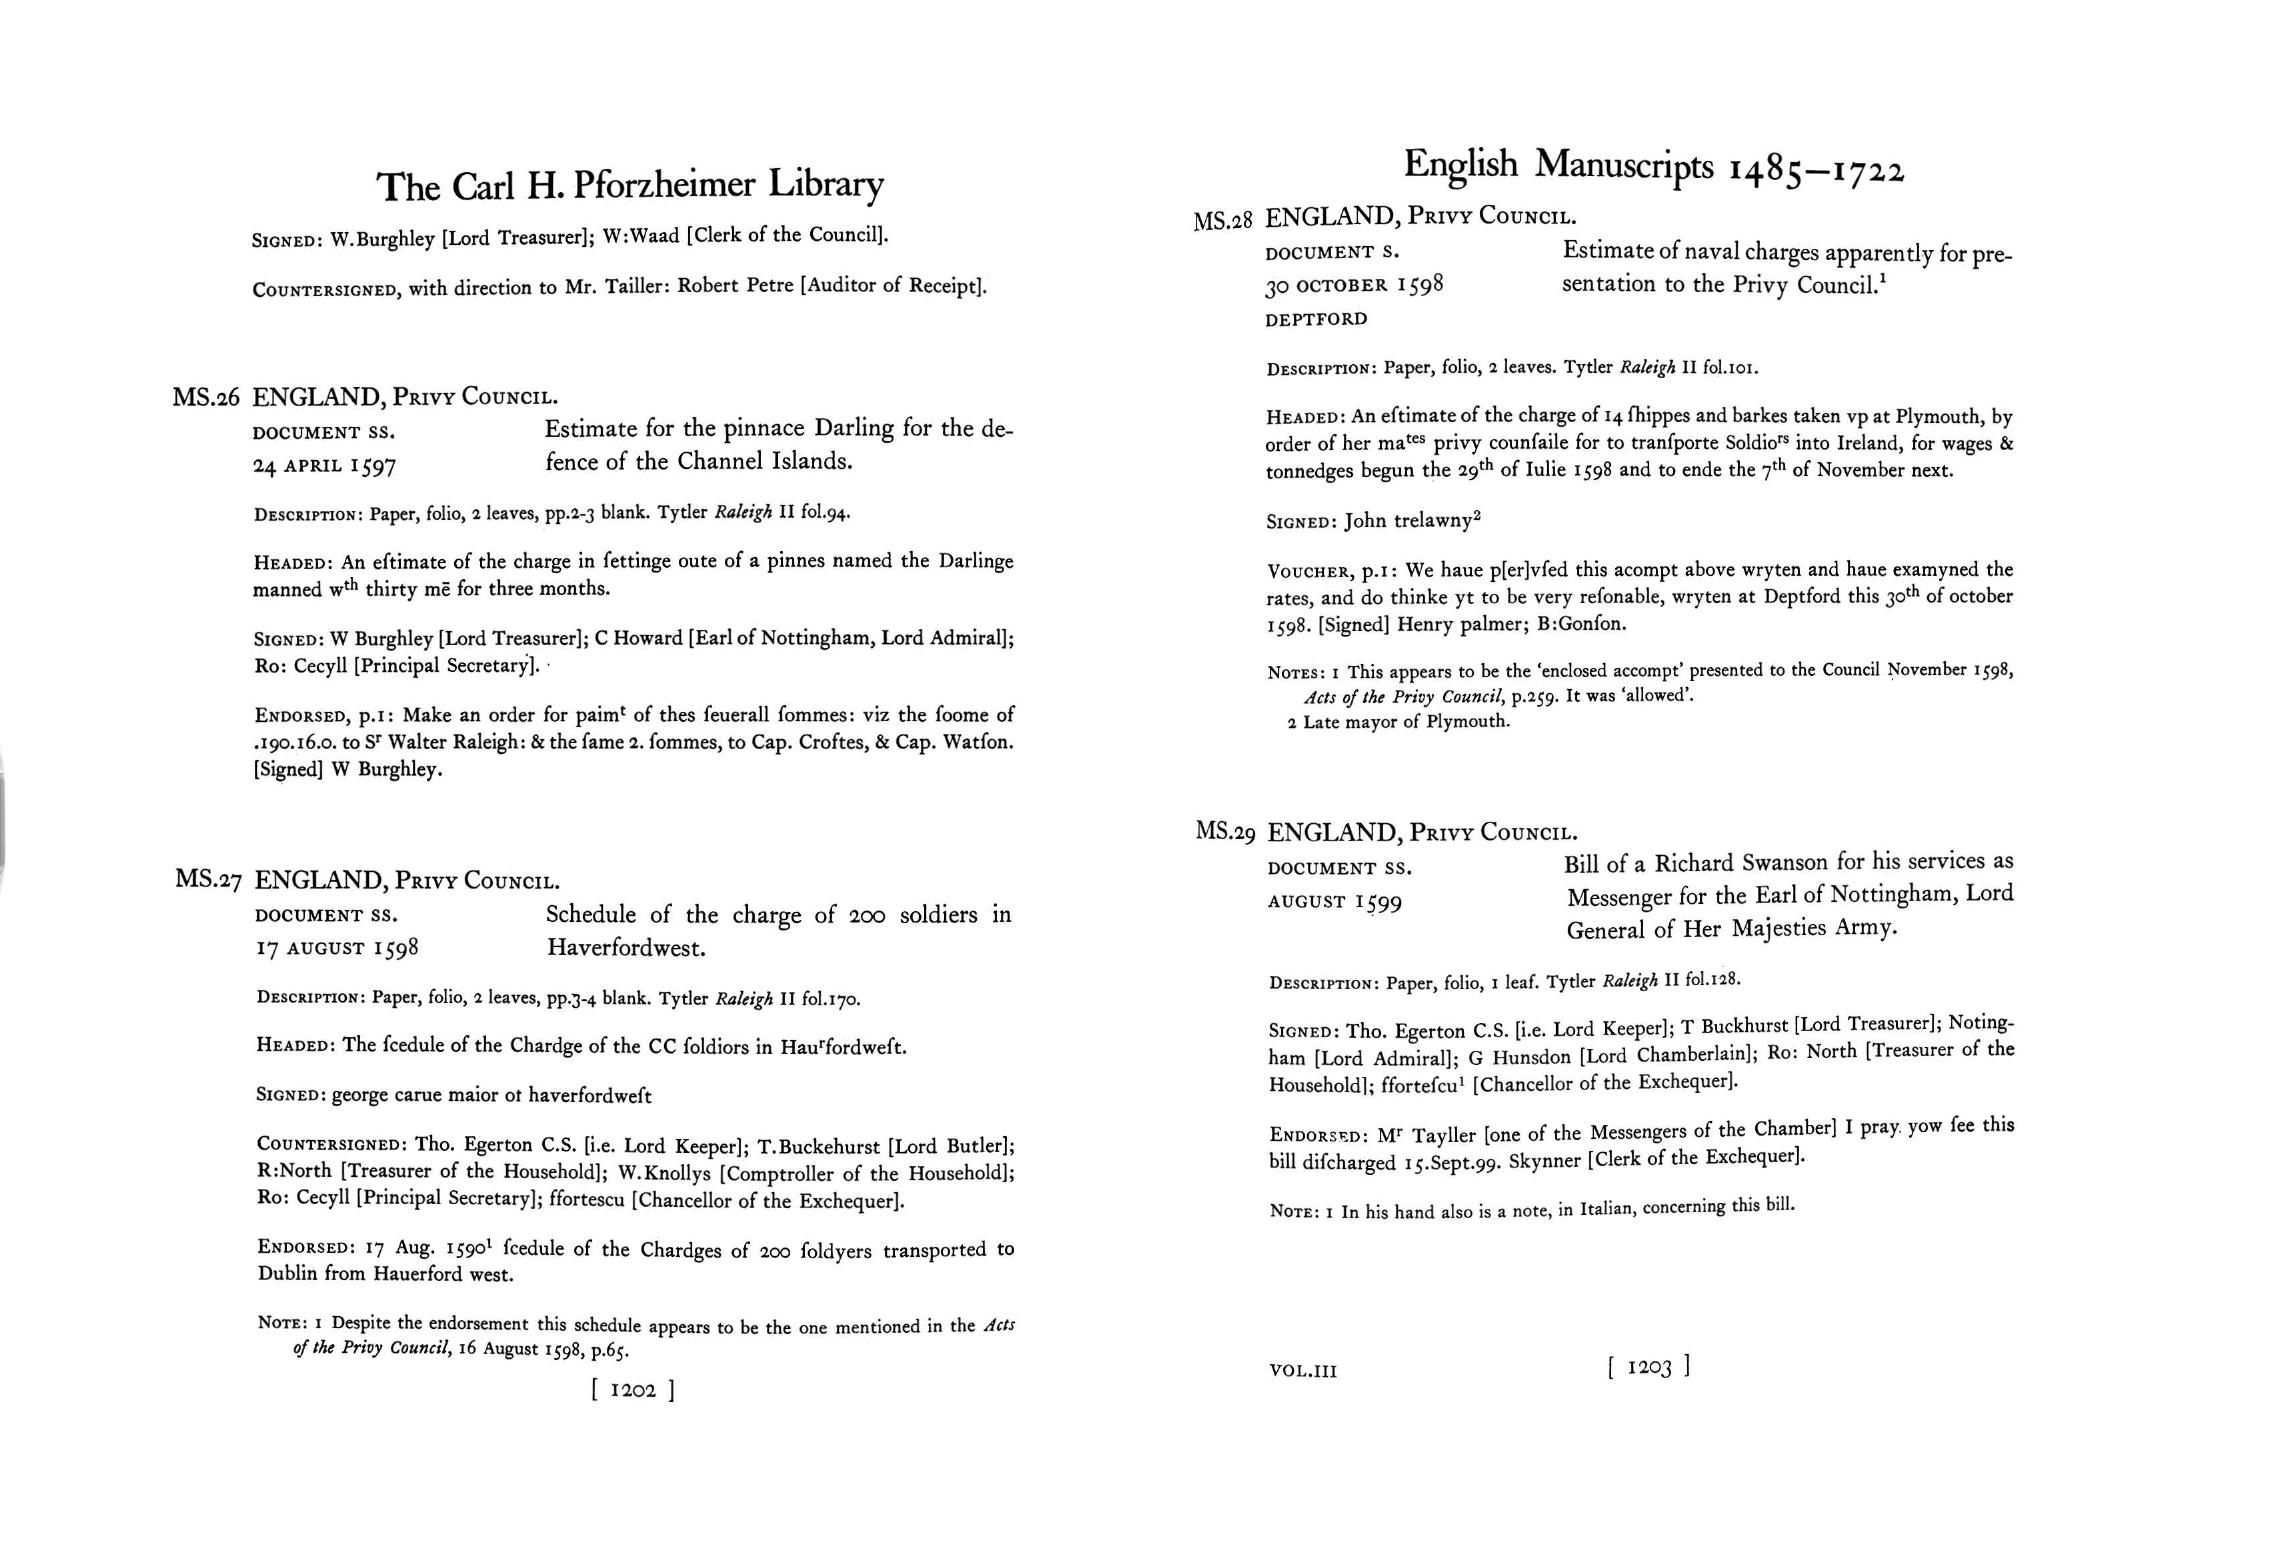 The Carl H. Pforzheimer Library
SIGNED: W.Burghley [Lord Treasurer]; W:Waad [Clerk of the Council].
COUNTERSIGNED, with direction to Mr. Tailler: Robert Petre [Auditor of Receipt].
MS.26 ENGLAND, PRIVY COUNCIL.
DOCUMENT SS.
24 APRIL 1597
Estimate for the pinnace Darling for the de-
fence of the Channel Islands.
DESCRIPTION: Paper, folio, 2 leaves, pp.2-3 blank. Tytler Raleigh II fol.94.
HEADED: An eſtimate of the charge in ſettinge oute of a pinnes named the Darlinge
manned wᵗʰ thirty mē for three months.
SIGNED: W Burghley [Lord Treasurer]; C Howard [Earl of Nottingham, Lord Admiral];
Ro: Cecyll [Principal Secretary].
ENDORSED, p.1: Make an order for paimᵗ of thes ſeuerall ſommes: viz the ſoome of
.190.16.0. to Sʳ Walter Raleigh: & the ſame 2. ſommes, to Cap. Croftes, & Cap. Watſon.
[Signed] W Burghley.
MS.27 ENGLAND, PRIVY COUNCIL.
DOCUMENT SS.
17 AUGUST 1598
Schedule of the charge of 200 soldiers in
Haverfordwest.
DESCRIPTION: Paper, folio, 2 leaves, pp.3-4 blank. Tytler Raleigh II fol.170.
HEADED: The ſcedule of the Chardge of the CC ſoldiors in Hauʳfordweſt.
SIGNED: george carue maior of haverfordweſt
COUNTERSIGNED: Tho. Egerton C.S. [i.e. Lord Keeper]; T.Buckehurst [Lord Butler];
R:North [Treasurer of the Household]; W.Knollys [Comptroller of the Household];
Ro: Cecyll [Principal Secretary]; ffortescu [Chancellor of the Exchequer].
ENDORSED: 17 Aug. 1590¹ ſcedule of the Chardges of 200 ſoldyers transported to
Dublin from Hauerford west.
NOTE: 1 Despite the endorsement this schedule appears to be the one mentioned in the Acts
of the Privy Council, 16 August 1598, p.65.
[ 1202 ]
English Manuscripts 1485–1722
MS.28 ENGLAND, PRIVY COUNCIL.
DOCUMENT S.
30 OCTOBER 1598
DEPTFORD
Estimate of naval charges apparently for pre-
sentation to the Privy Council.¹
DESCRIPTION: Paper, folio, 2 leaves. Tytler Raleigh II fol.101.
HEADED: An eſtimate of the charge of 14 ſhippes and barkes taken vp at Plymouth, by
order of her maᵗᵉˢ privy counſaile for to tranſporte Soldioʳˢ into Ireland, for wages &
tonnedges begun the 29ᵗʰ of Iulie 1598 and to ende the 7ᵗʰ of November next.
SIGNED: John trelawny²
VOUCHER, p.1: We haue p[er]vſed this acompt above wryten and haue examyned the
rates, and do thinke yt to be very reſonable, wryten at Deptford this 30ᵗʰ of october
1598. [Signed] Henry palmer; B:Gonſon.
NOTES: 1 This appears to be the ‘enclosed accompt’ presented to the Council November 1598,
Acts of the Privy Council, p.259. It was ‘allowed’.
2 Late mayor of Plymouth.
MS.29 ENGLAND, PRIVY COUNCIL.
DOCUMENT SS.
AUGUST 1599
Bill of a Richard Swanson for his services as
Messenger for the Earl of Nottingham, Lord
General of Her Majesties Army.
DESCRIPTION: Paper, folio, 1 leaf. Tytler Raleigh II fol.128.
SIGNED: Tho. Egerton C.S. [i.e. Lord Keeper]; T Buckhurst [Lord Treasurer]; Noting-
ham [Lord Admiral]; G Hunsdon [Lord Chamberlain]; Ro: North [Treasurer of the
Household]; ffortefcu¹ [Chancellor of the Exchequer].
ENDORSED: Mʳ Tayller [one of the Messengers of the Chamber] I pray. yow ſee this
bill diſcharged 15.Sept.99. Skynner [Clerk of the Exchequer].
NOTE: 1 In his hand also is a note, in Italian, concerning this bill.
VOL.III
[ 1203 ]